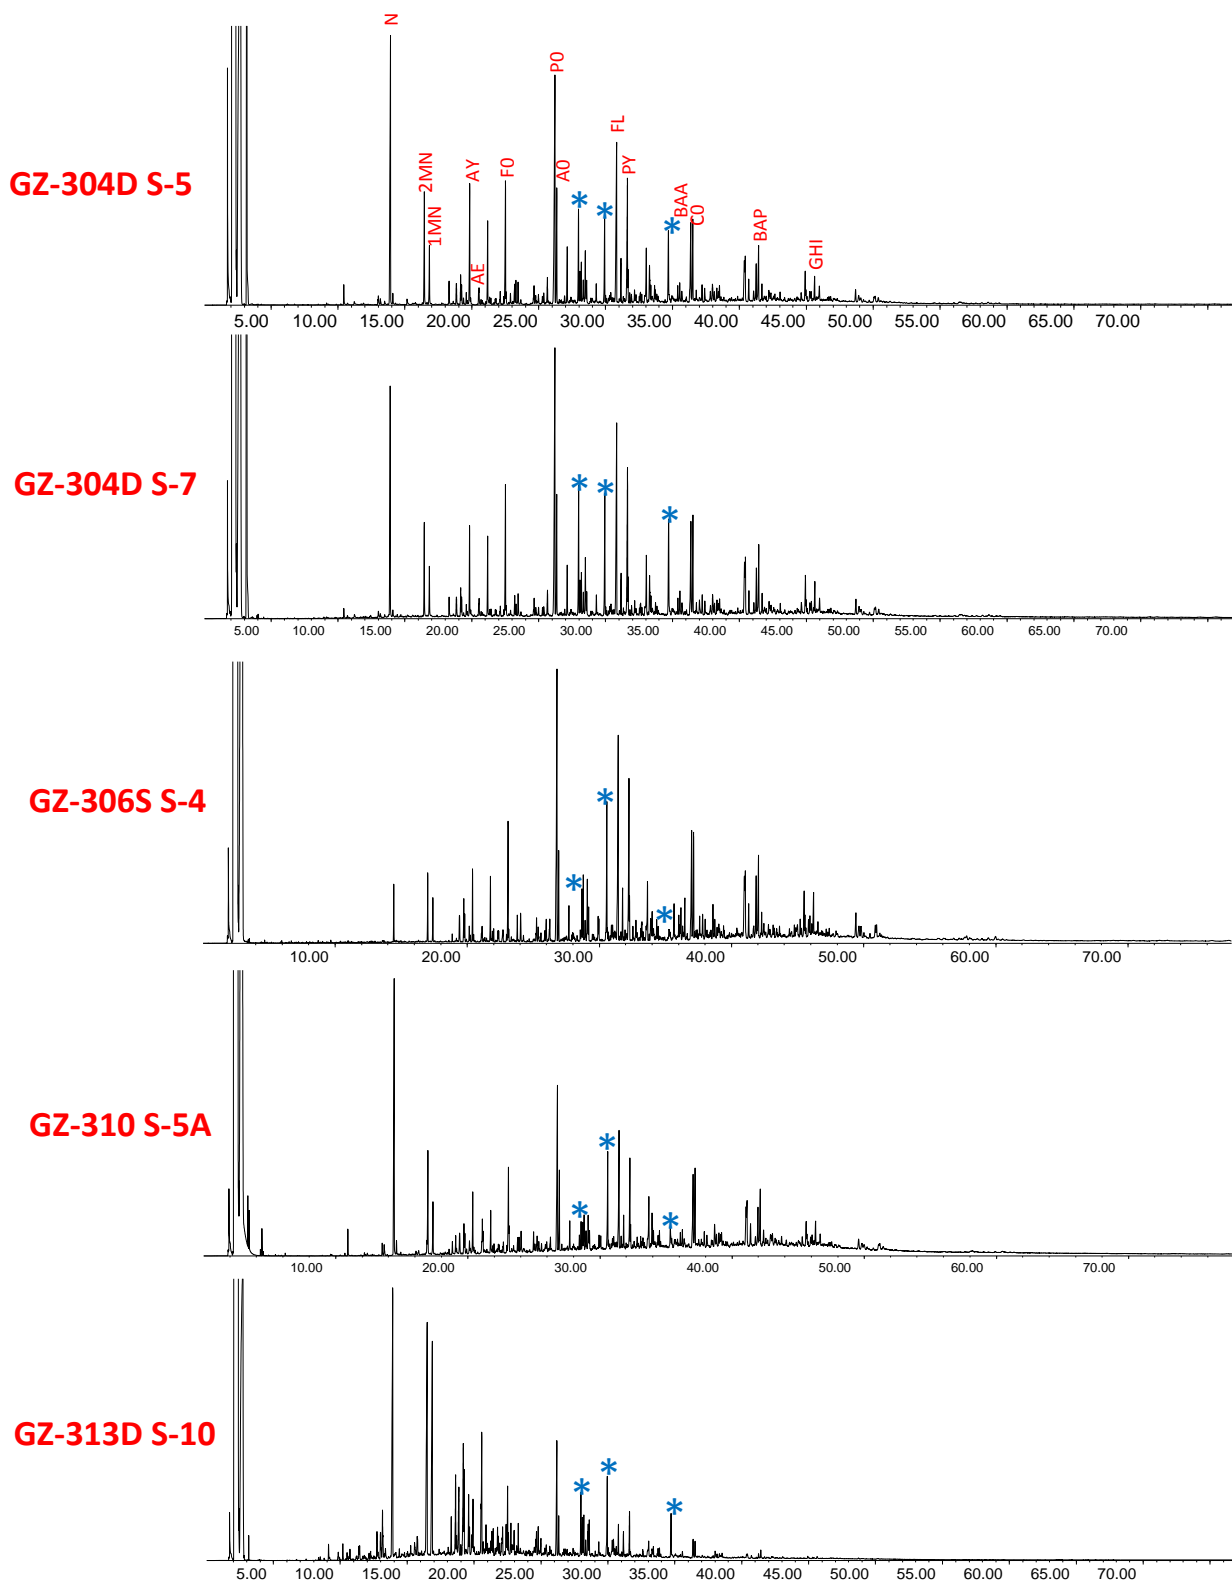 N
P0
FL
2MN
1MN
AY
AE
F0
A0
PY
BAA
C0
BAP
GHI
*
*
*
GZ-304D S-5
5.00 10.00 15.00 20.00 25.00 30.00 35.00 40.00 45.00 50.00 55.00 60.00 65.00 70.00
*
*
*
GZ-304D S-7
5.00 10.00 15.00 20.00 25.00 30.00 35.00 40.00 45.00 50.00 55.00 60.00 65.00 70.00
*
*
*
GZ-306S S-4
10.00 20.00 30.00 40.00 50.00 60.00 70.00
*
*
*
GZ-310 S-5A
10.00 20.00 30.00 40.00 50.00 60.00 70.00
*
*
*
GZ-313D S-10
5.00 10.00 15.00 20.00 25.00 30.00 35.00 40.00 45.00 50.00 55.00 60.00 65.00 70.00